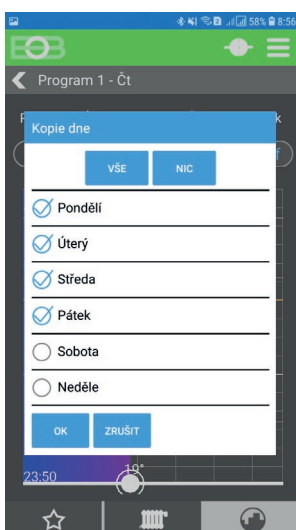 58% 8:56
EOB
Program 1 - Čt
Kopie dne
VŠE NIC
Pondělí
Úterý
Středa
Pátek
Sobota
Neděle
OK ZRUŠIT
23:50 19°